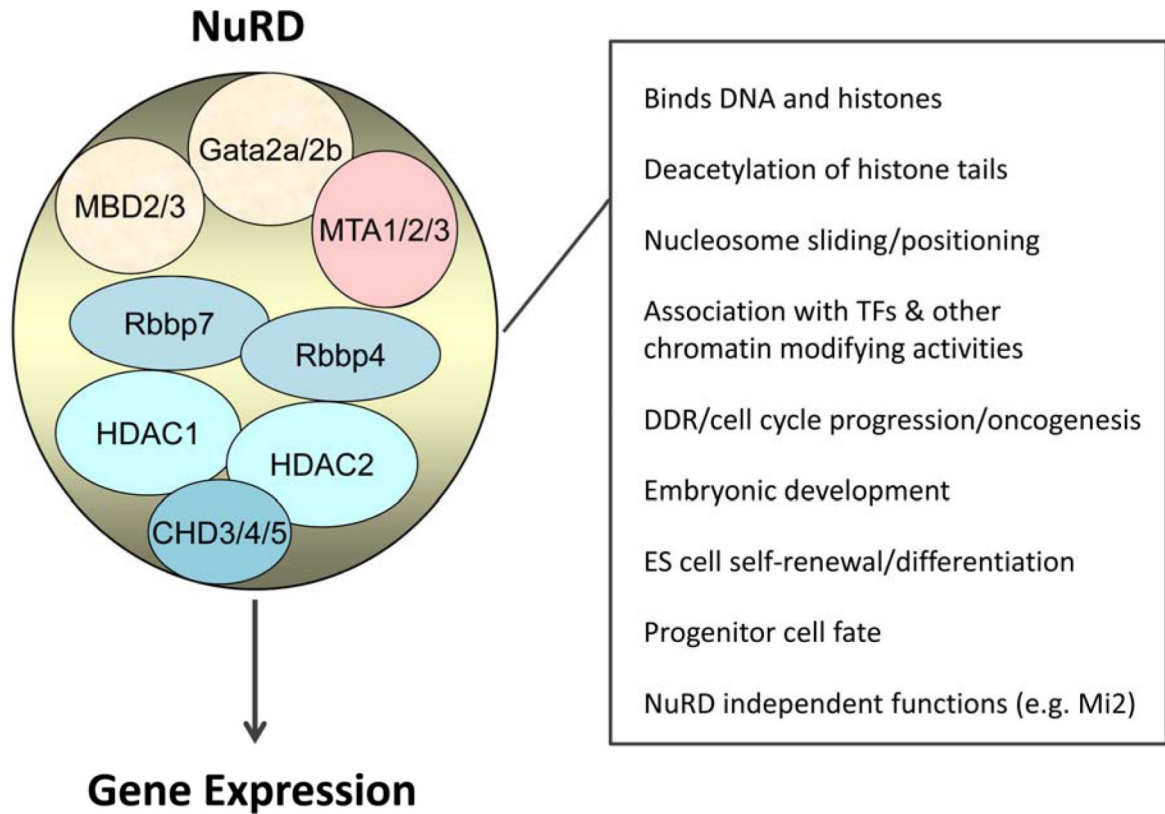 NuRD
Gata2a/2b
MBD2/3
MTA1/2/3
Rbbp7
Rbbp4
HDAC1
HDAC2
CHD3/4/5
Gene Expression
Binds DNA and histones
Deacetylation of histone tails
Nucleosome sliding/positioning
Association with TFs & other
chromatin modifying activities
DDR/cell cycle progression/oncogenesis
Embryonic development
ES cell self-renewal/differentiation
Progenitor cell fate
NuRD independent functions (e.g. Mi2)